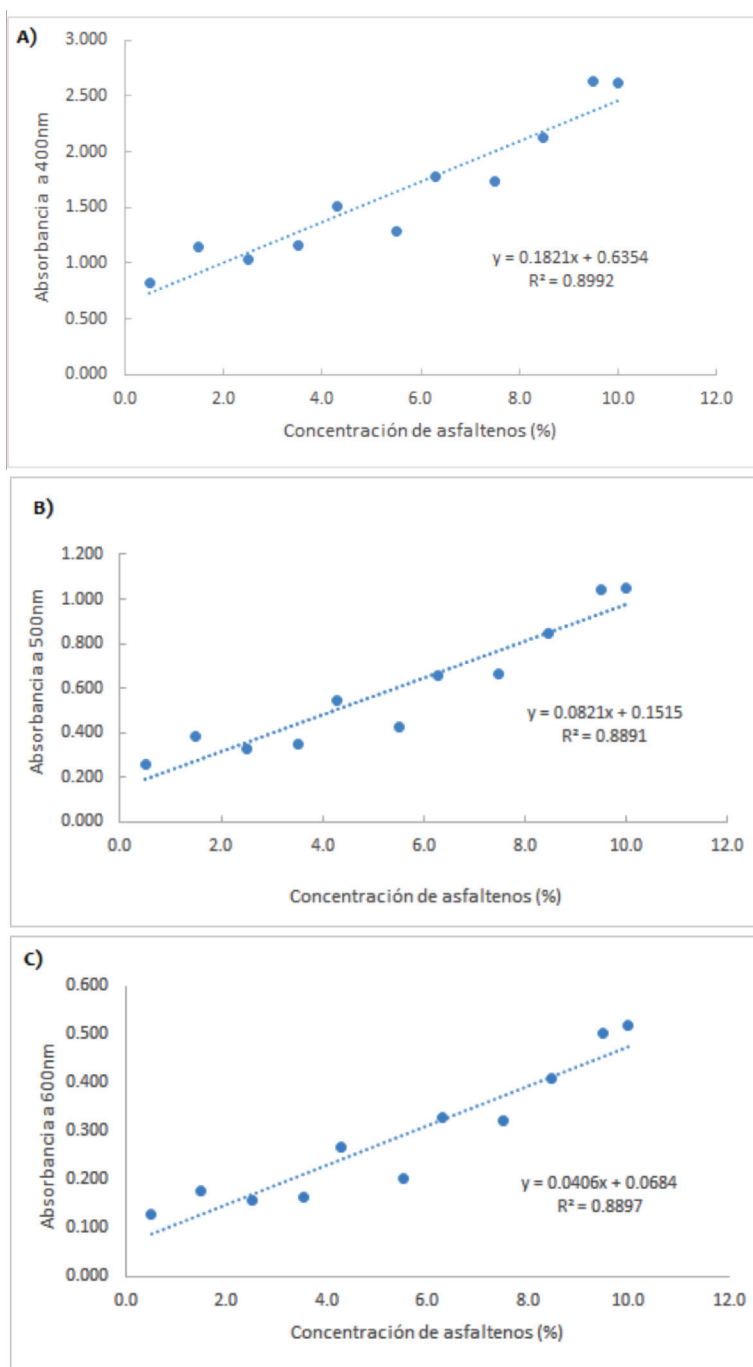 A)
3.000
2.500
2.000
1.500
1.000
0.500
0.000
Absorbancia a 400nm
y = 0.1821x + 0.6354
R² = 0.8992
0.0 2.0 4.0 6.0 8.0 10.0 12.0
Concentración de asfaltenos (%)
B)
1.200
1.000
0.800
0.600
0.400
0.200
0.000
Absorbancia a 500nm
y = 0.0821x + 0.1515
R² = 0.8891
0.0 2.0 4.0 6.0 8.0 10.0 12.0
Concentración de asfaltenos (%)
C)
0.600
0.500
0.400
0.300
0.200
0.100
0.000
Absorbancia a 600nm
y = 0.0406x + 0.0684
R² = 0.8897
0.0 2.0 4.0 6.0 8.0 10.0 12.0
Concentración de asfaltenos (%)